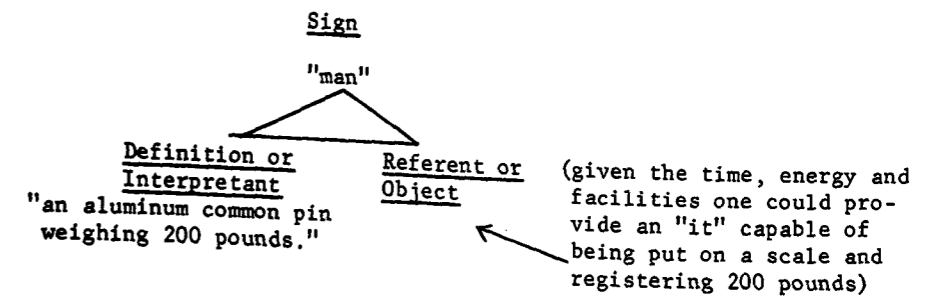 Sign
"man"
Definition or
Interpretant
"an aluminum common pin
weighing 200 pounds."
Referent or
Object
(given the time, energy and
facilities one could pro-
vide an "it" capable of
being put on a scale and
registering 200 pounds)